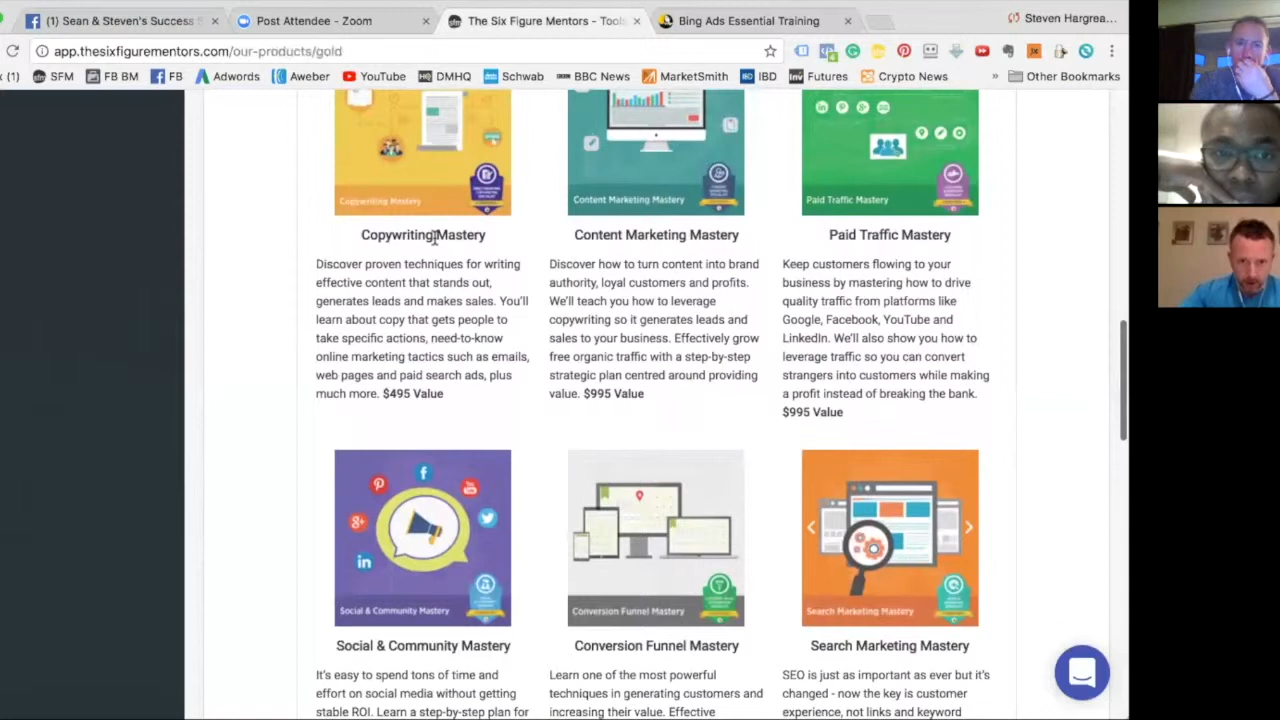 (1) Sean & Steven's Success S
Post Attendee - Zoom
The Six Figure Mentors - Tools
Bing Ads Essential Training
Steven Hargrea...
app.thesixfigurementors.com/our-products/gold
(1)
SFM
FB BM
FB
Adwords
Aweber
YouTube
DMHQ
Schwab
BBC News
MarketSmith
IBD
Futures
Crypto News
»
Other Bookmarks
Copywriting Mastery
Content Marketing Mastery
Paid Traffic Mastery
Copywriting Mastery
Discover proven techniques for writing
effective content that stands out,
generates leads and makes sales. You'll
learn about copy that gets people to
take specific actions, need-to-know
online marketing tactics such as emails,
web pages and paid search ads, plus
much more. $495 Value
Content Marketing Mastery
Discover how to turn content into brand
authority, loyal customers and profits.
We'll teach you how to leverage
copywriting so it generates leads and
sales to your business. Effectively grow
free organic traffic with a step-by-step
strategic plan centred around providing
value. $995 Value
Paid Traffic Mastery
Keep customers flowing to your
business by mastering how to drive
quality traffic from platforms like
Google, Facebook, YouTube and
LinkedIn. We'll also show you how to
leverage traffic so you can convert
strangers into customers while making
a profit instead of breaking the bank.
$995 Value
Social & Community Mastery
Conversion Funnel Mastery
Search Marketing Mastery
Social & Community Mastery
It's easy to spend tons of time and
effort on social media without getting
stable ROI. Learn a step-by-step plan for
Conversion Funnel Mastery
Learn one of the most powerful
techniques in generating customers and
increasing their value. Effective
Search Marketing Mastery
SEO is just as important as ever but it's
changed - now the key is customer
experience, not links and keyword